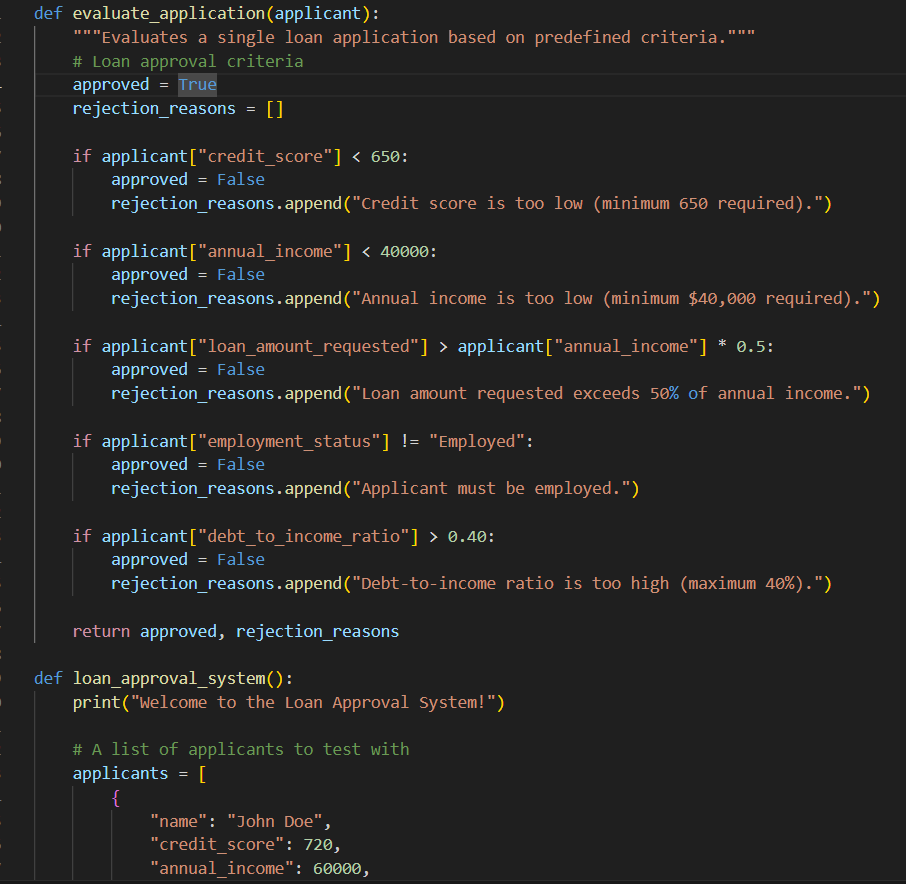 def evaluate_application(applicant):
    """Evaluates a single loan application based on predefined criteria."""
    # Loan approval criteria
    approved = True
    rejection_reasons = []

    if applicant["credit_score"] < 650:
        approved = False
        rejection_reasons.append("Credit score is too low (minimum 650 required).")

    if applicant["annual_income"] < 40000:
        approved = False
        rejection_reasons.append("Annual income is too low (minimum $40,000 required).")

    if applicant["loan_amount_requested"] > applicant["annual_income"] * 0.5:
        approved = False
        rejection_reasons.append("Loan amount requested exceeds 50% of annual income.")

    if applicant["employment_status"] != "Employed":
        approved = False
        rejection_reasons.append("Applicant must be employed.")

    if applicant["debt_to_income_ratio"] > 0.40:
        approved = False
        rejection_reasons.append("Debt-to-income ratio is too high (maximum 40%).")

    return approved, rejection_reasons

def loan_approval_system():
    print("Welcome to the Loan Approval System!")

    # A list of applicants to test with
    applicants = [
        {
            "name": "John Doe",
            "credit_score": 720,
            "annual_income": 60000,